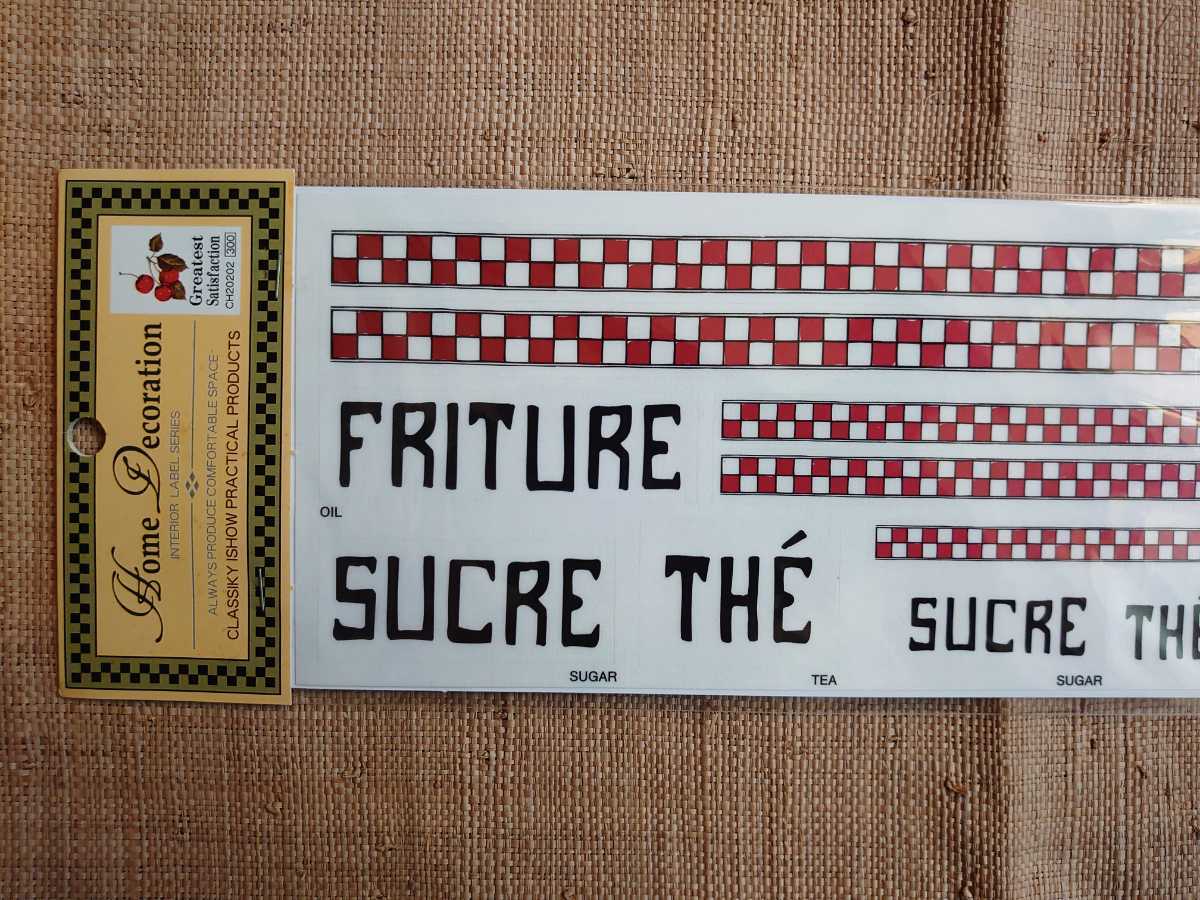 Greatest
Satisfaction
CH20202 300
Home Decoration
INTERIOR LABEL SERIES
ALWAYS PRODUCE COMFORTABLE SPACE-
CLASSIKY ISHOW PRACTICAL PRODUCTS
FRITURE
OIL
SUCRE THÉ
SUGAR TEA
SUCRE THÉ
SUGAR